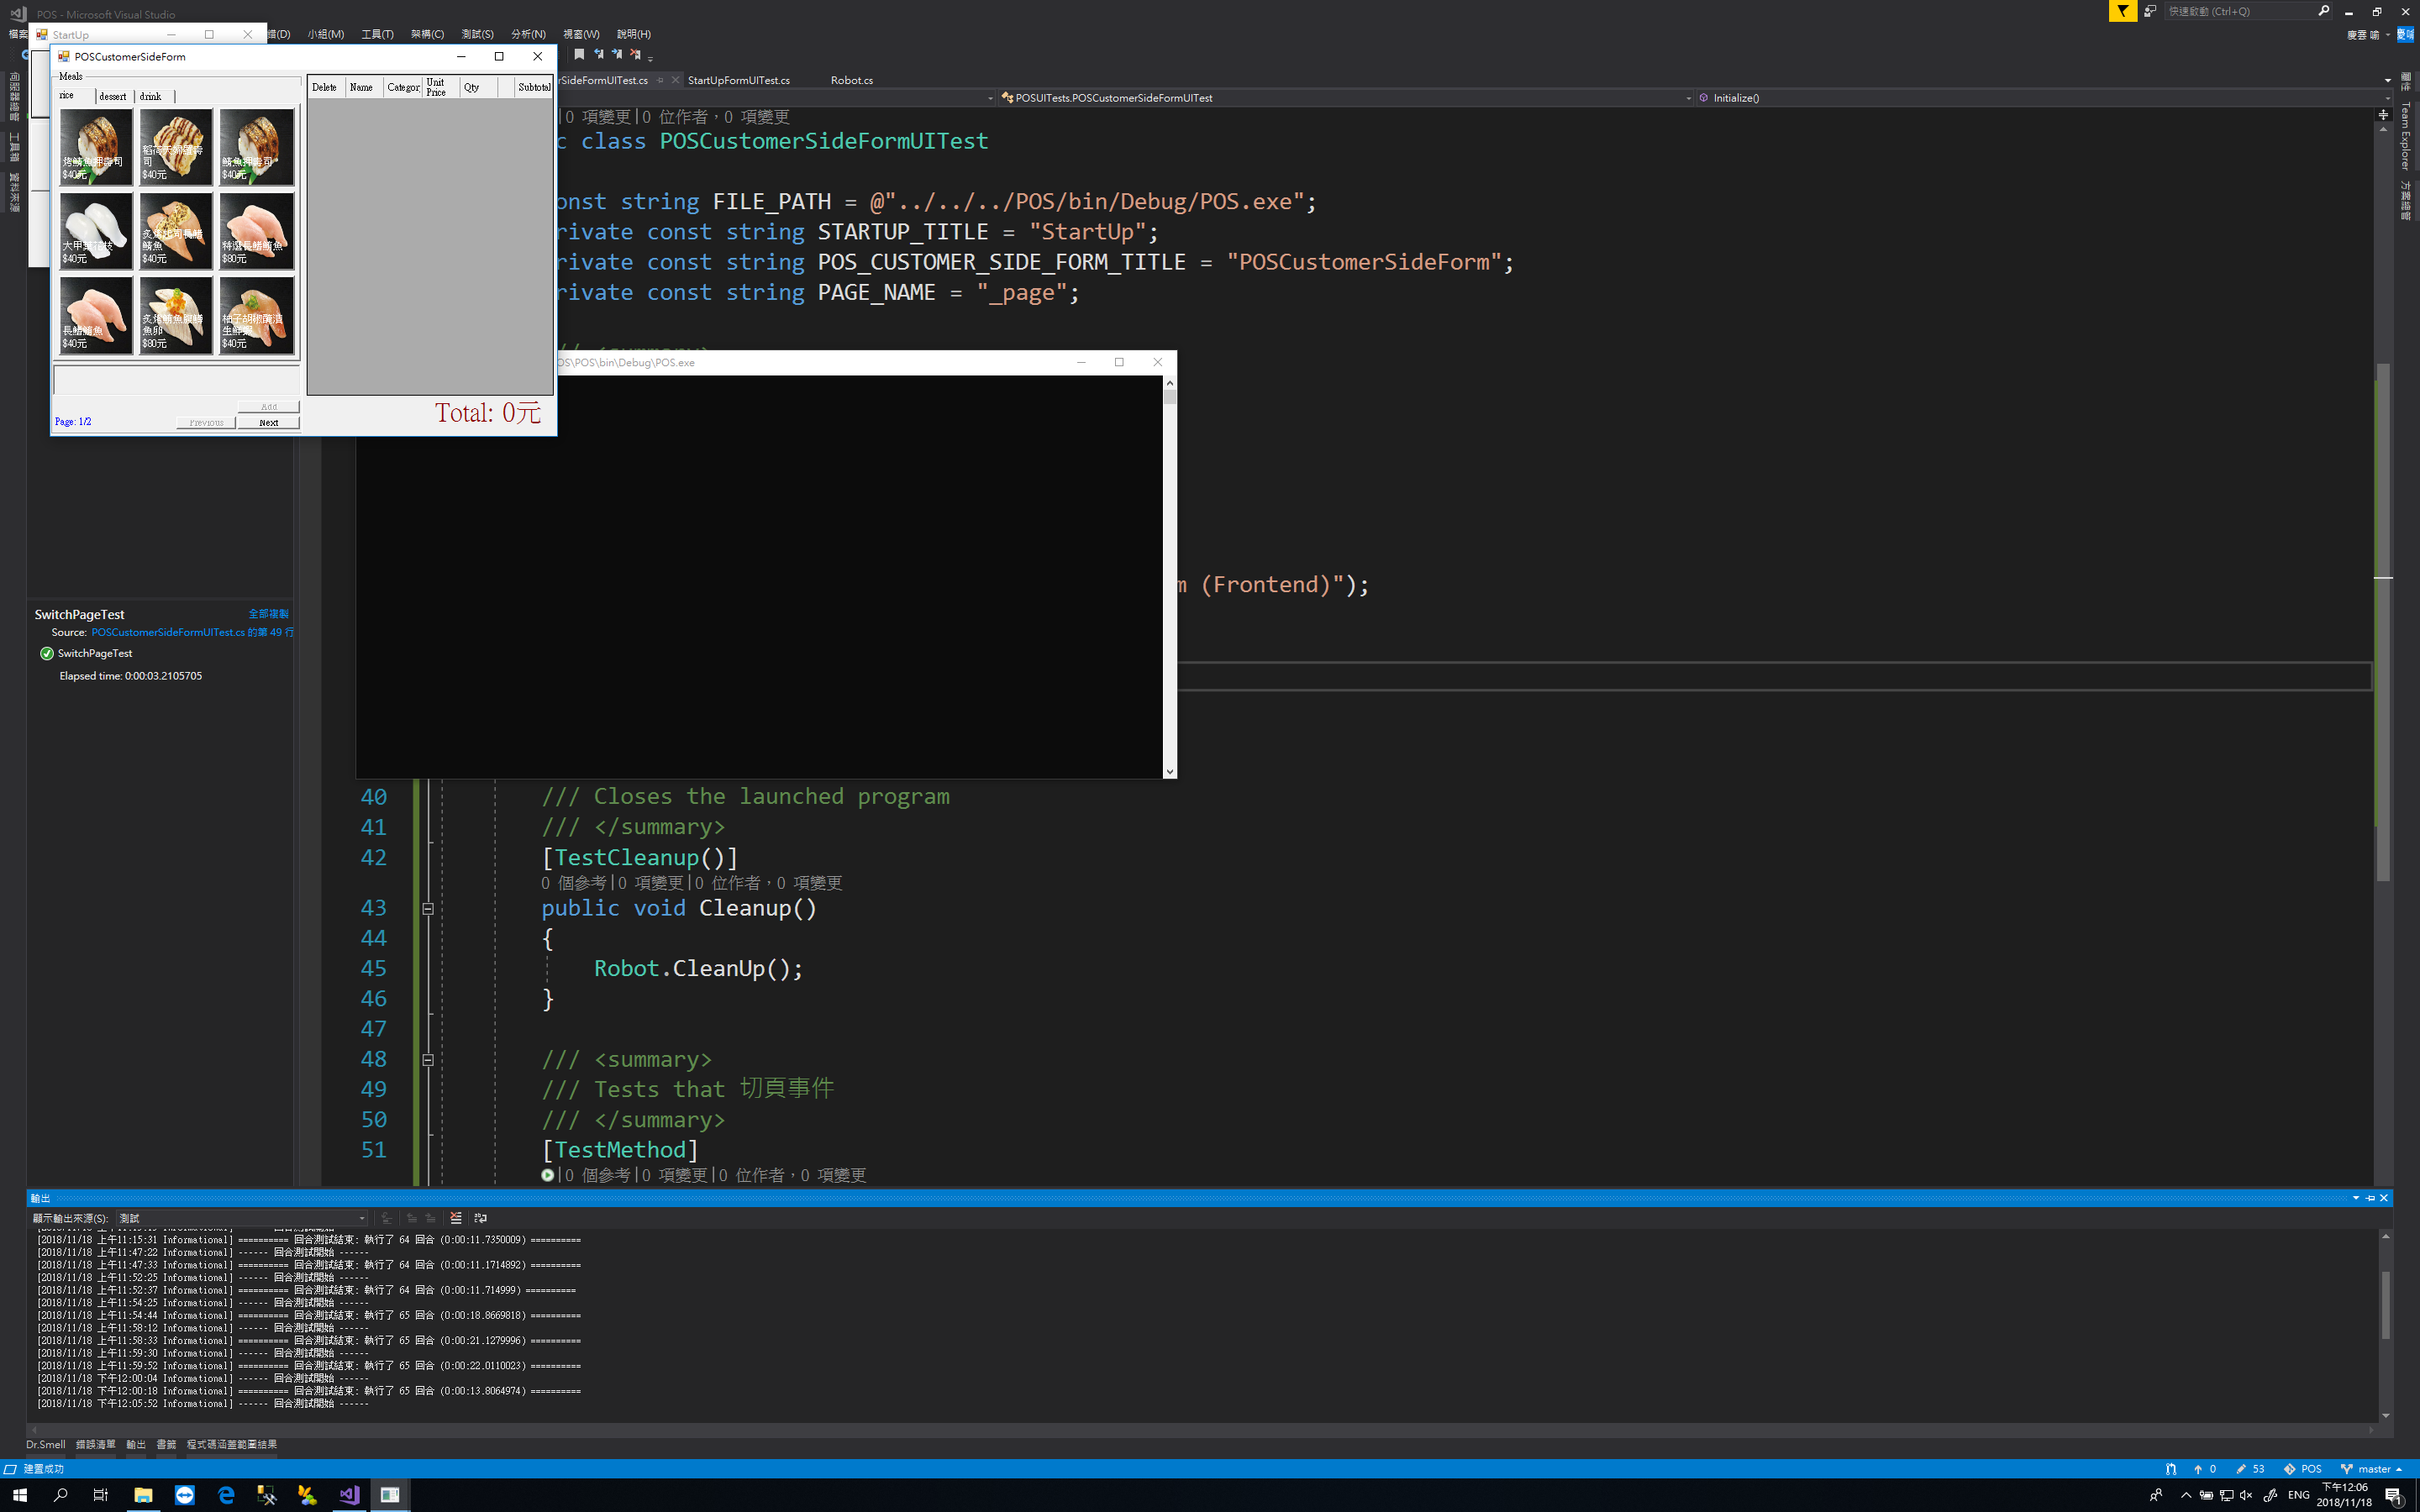 POS - Microsoft Visual Studio
快速啟動 (Ctrl+Q)
檔案
小組(M)
工具(T)
架構(C)
測試(S)
分析(N)
視窗(W)
說明(H)
慶雲 喻
StartUp
POSCustomerSideForm
Meals
rice
dessert
drink
Delete
Name
Categor
Unit Price
Qty
Subtotal
烤鯖魚押壽司
$40元
$40元
鯖魚押壽司
$40元
$40元
$40元
$80元
長鰭鮪魚
$40元
$80元
$40元
Page: 1/2
Add
Previous
Next
Total: 0元
SideFormUITest.cs
StartUpFormUITest.cs
Robot.cs
POSUITests.POSCustomerSideFormUITest
Initialize()
Team Explorer
工具箱
|0 項變更|0 位作者，0 項變更
c class POSCustomerSideFormUITest
onst string FILE_PATH = @"../../../POS/bin/Debug/POS.exe";
rivate const string STARTUP_TITLE = "StartUp";
rivate const string POS_CUSTOMER_SIDE_FORM_TITLE = "POSCustomerSideForm";
rivate const string PAGE_NAME = "_page";
OS\POS\bin\Debug\POS.exe
m (Frontend)");
SwitchPageTest
全部複製
Source: POSCustomerSideFormUITest.cs 的第 49 行
SwitchPageTest
Elapsed time: 0:00:03.2105705
40 /// Closes the launched program
41 /// </summary>
42 [TestCleanup()]
0 個參考|0 項變更|0 位作者，0 項變更
43 public void Cleanup()
44 {
45 Robot.CleanUp();
46 }
47
48 /// <summary>
49 /// Tests that 切頁事件
50 /// </summary>
51 [TestMethod]
|0 個參考|0 項變更|0 位作者，0 項變更
輸出
顯示輸出來源(S): 測試
[2018/11/18 上午11:15:31 Informational] ========== 回合測試結束: 執行了 64 回合 (0:00:11.7350009) ==========
[2018/11/18 上午11:47:22 Informational] ------ 回合測試開始 ------
[2018/11/18 上午11:47:33 Informational] ========== 回合測試結束: 執行了 64 回合 (0:00:11.1714892) ==========
[2018/11/18 上午11:52:25 Informational] ------ 回合測試開始 ------
[2018/11/18 上午11:52:37 Informational] ========== 回合測試結束: 執行了 64 回合 (0:00:11.714999) ==========
[2018/11/18 上午11:54:25 Informational] ------ 回合測試開始 ------
[2018/11/18 上午11:54:44 Informational] ========== 回合測試結束: 執行了 65 回合 (0:00:18.8669818) ==========
[2018/11/18 上午11:58:12 Informational] ------ 回合測試開始 ------
[2018/11/18 上午11:58:33 Informational] ========== 回合測試結束: 執行了 65 回合 (0:00:21.1279996) ==========
[2018/11/18 上午11:59:30 Informational] ------ 回合測試開始 ------
[2018/11/18 上午11:59:52 Informational] ========== 回合測試結束: 執行了 65 回合 (0:00:22.0110023) ==========
[2018/11/18 下午12:00:04 Informational] ------ 回合測試開始 ------
[2018/11/18 下午12:00:18 Informational] ========== 回合測試結束: 執行了 65 回合 (0:00:13.8064974) ==========
[2018/11/18 下午12:05:52 Informational] ------ 回合測試開始 ------
Dr.Smell
錯誤清單
輸出
書籤
程式碼涵蓋範圍結果
建置成功
0
53
POS
master
ENG
下午12:06
2018/11/18